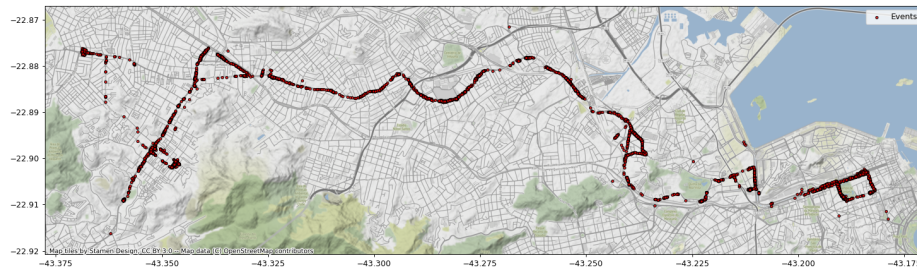 Events
−22.87
−22.88
−22.89
−22.90
−22.91
−22.92
Map tiles by Stamen Design, CC BY 3.0 -- Map data (C) OpenStreetMap contributors
−43.375 −43.350 −43.325 −43.300 −43.275 −43.250 −43.225 −43.200